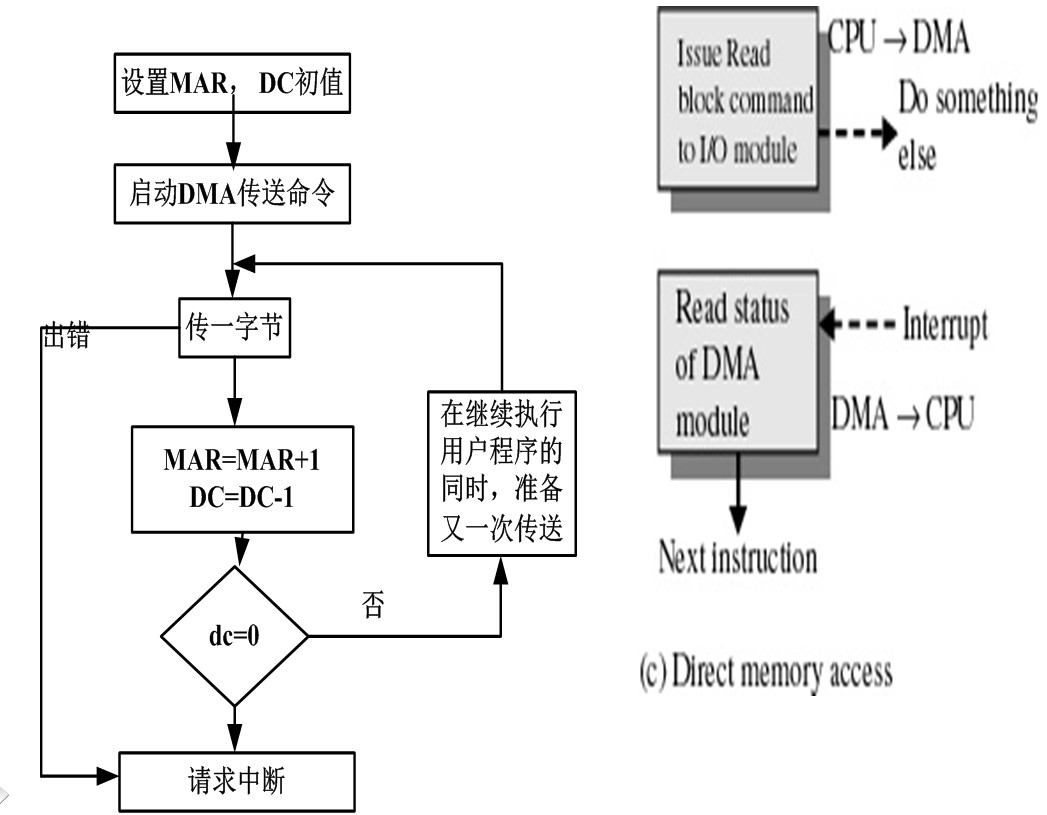 设置MAR，DC初值
启动DMA传送命令
出错
传一字节
MAR=MAR+1
DC=DC-1
在继续执行
用户程序的
同时，准备
又一次传送
dc=0
否
请求中断
Issue Read
block command
to I/O module
CPU → DMA
Do something
else
Read status
of DMA
module
Interrupt
DMA → CPU
Next instruction
(c) Direct memory access